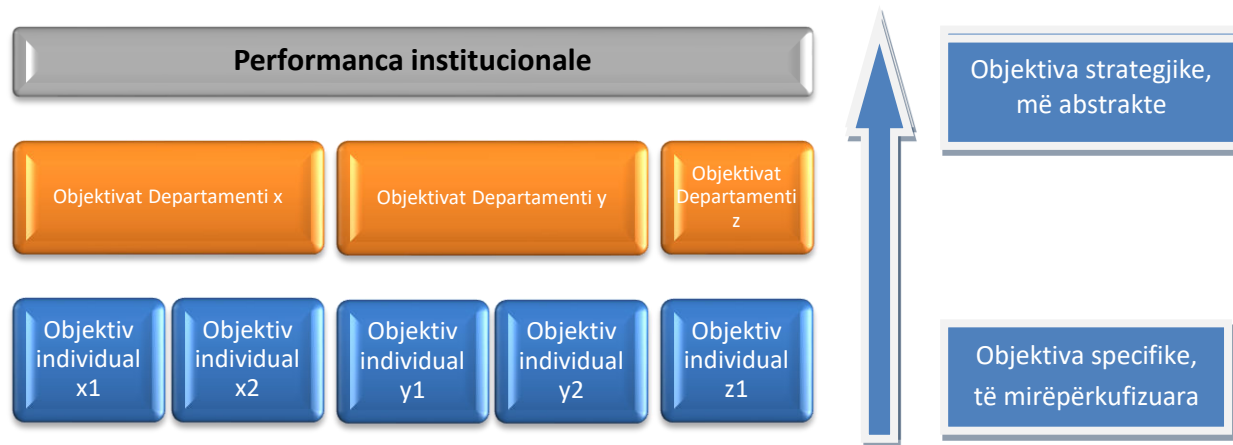 Performanca institucionale
Objektiva strategjike,
më abstrakte
Objektivat Departamenti x
Objektivat Departamenti y
Objektivat
Departamenti
z
Objektiv
individual
x1
Objektiv
individual
x2
Objektiv
individual
y1
Objektiv
individual
y2
Objektiv
individual
z1
Objektiva specifike,
të mirëpërkufizuara